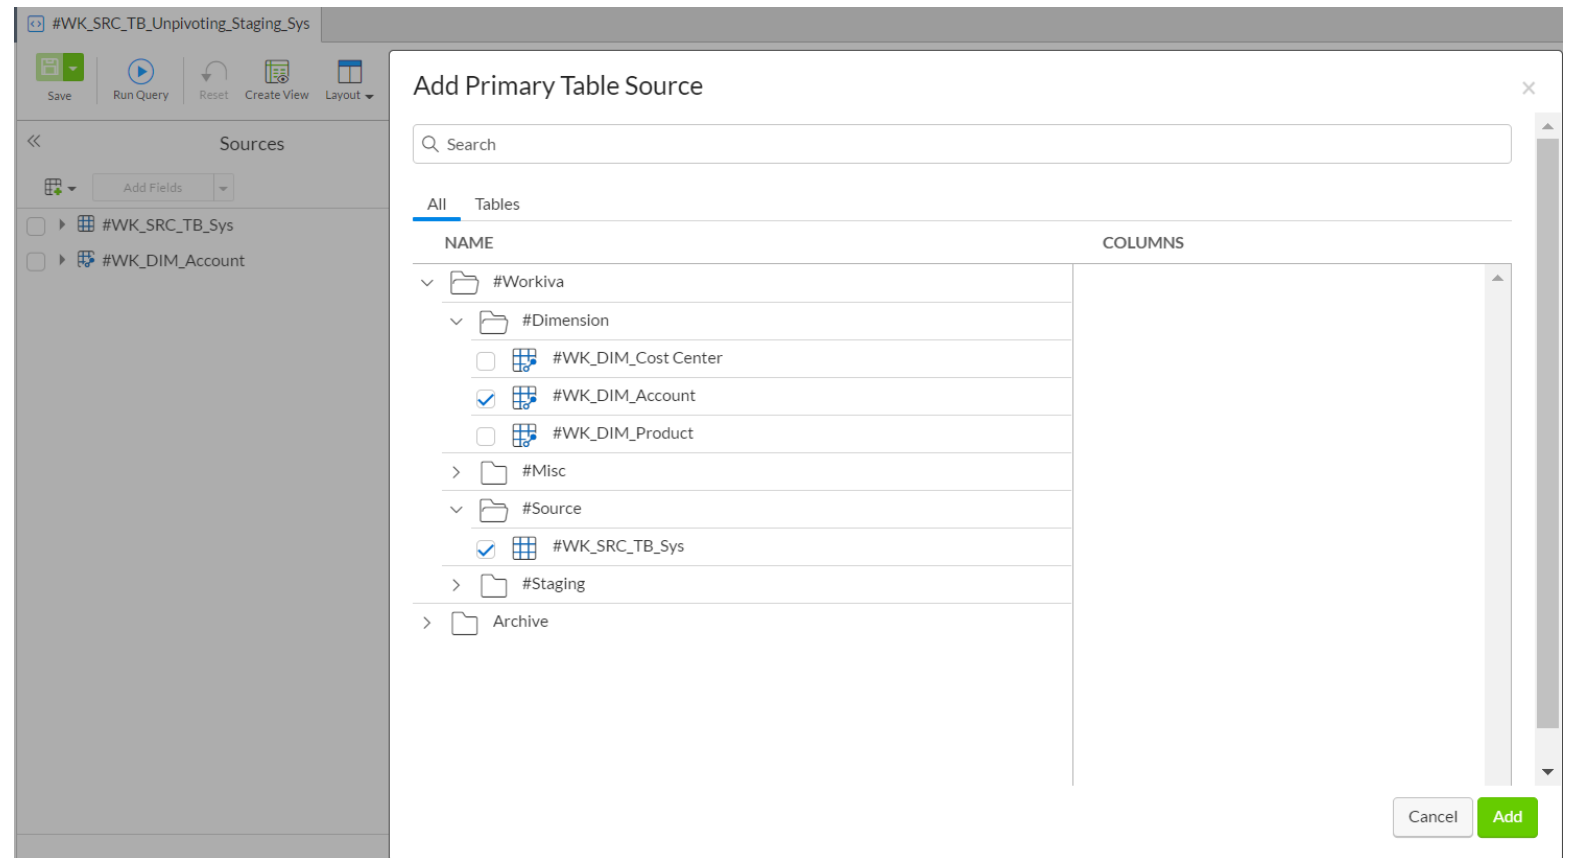 #WK_SRC_TB_Unpivoting_Staging_Sys
Save
Run Query
Reset
Create View
Layout
Sources
Add Fields
#WK_SRC_TB_Sys
#WK_DIM_Account
Add Primary Table Source
Search
All Tables
NAME COLUMNS
#Workiva
#Dimension
#WK_DIM_Cost Center
#WK_DIM_Account
#WK_DIM_Product
#Misc
#Source
#WK_SRC_TB_Sys
#Staging
Archive
Cancel Add